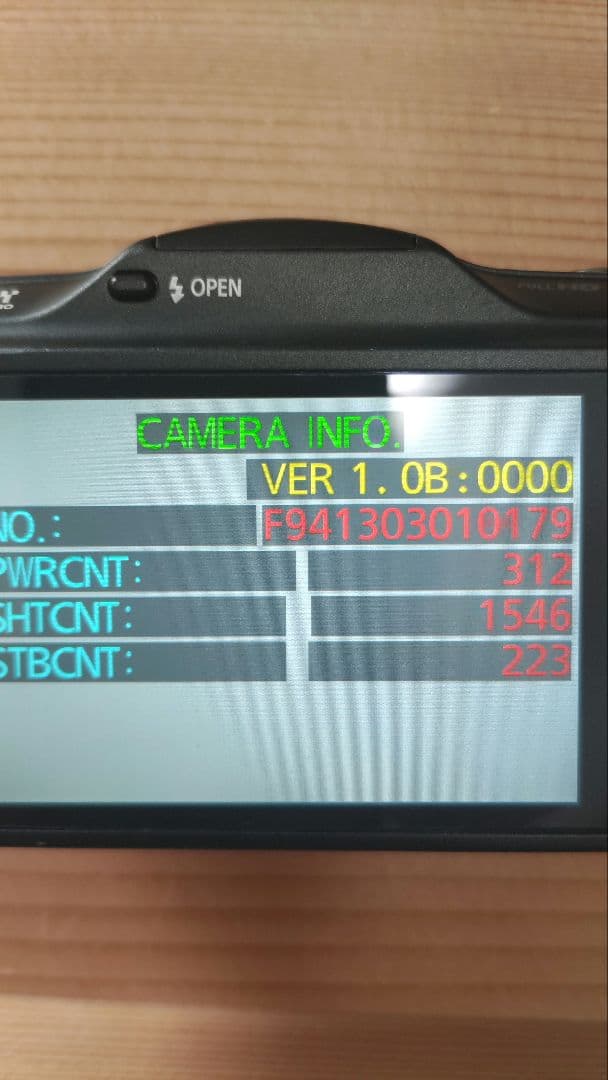 OPEN
CAMERA INFO.
VER 1. 0B:0000
NO.: F941303010179
PWRCNT: 312
SHTCNT: 1546
STBCNT: 223